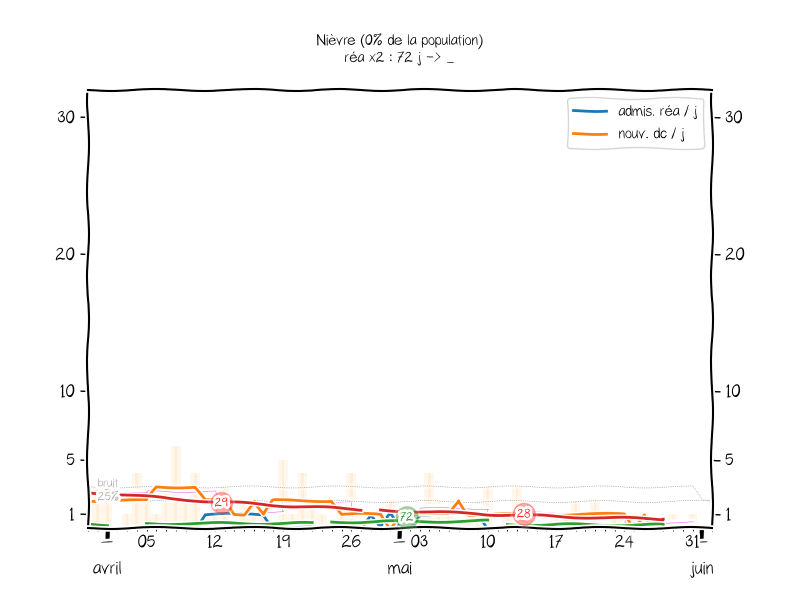 Nièvre (0% de la population)
réa x2 : 72 j -> _
admis. réa / j
nouv. dc / j
30
30
20
20
10
10
5
5
1
1
bruit
25%
29
72
28
05
12
19
26
03
10
17
24
31
avril
mai
juin